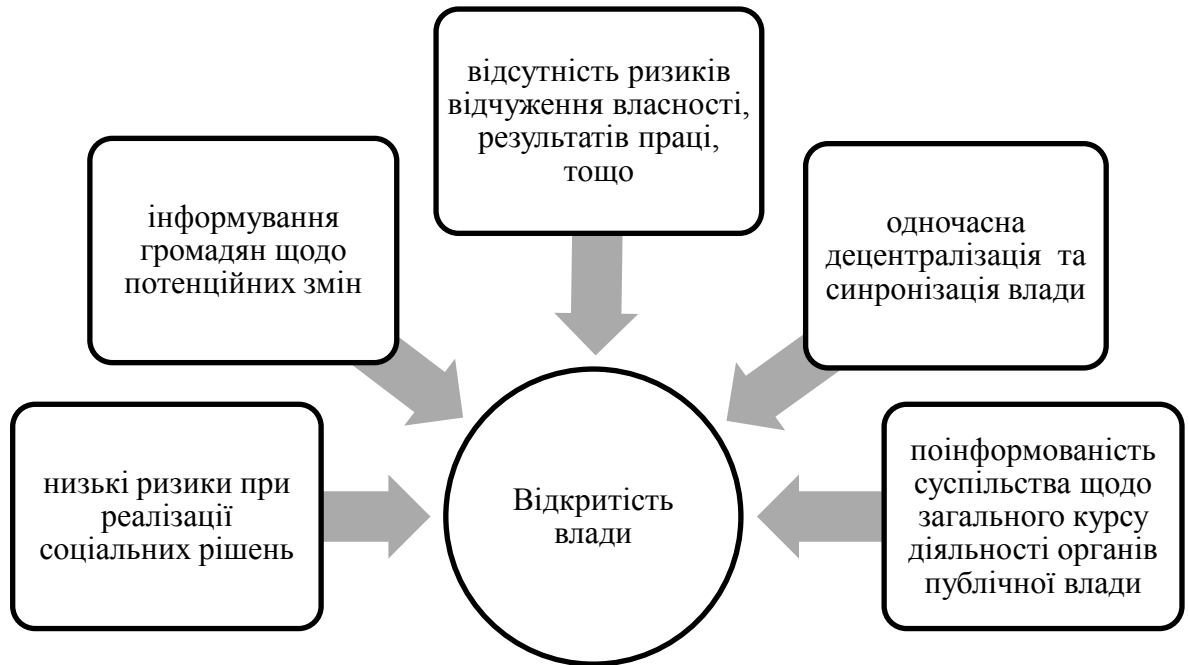 відсутність ризиків
відчуження власності,
результатів праці,
тощо
інформування
громадян щодо
потенційних змін
одночасна
децентралізація та
синронізація влади
низькі ризики при
реалізації
соціальних рішень
Відкритість
влади
поінформованість
суспільства щодо
загального курсу
діяльності органів
публічної влади